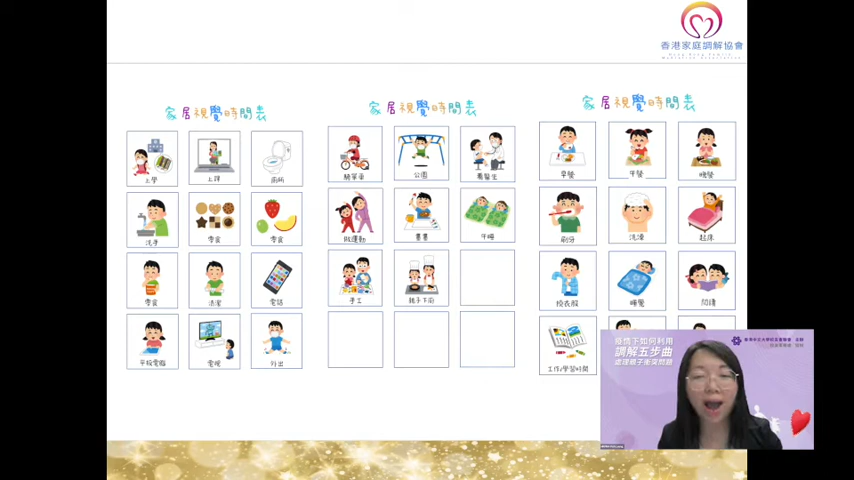 香港家庭調解協會
家居視覺時間表
上學
上課
廁所
洗手
零食
零食
零食
清潔
電話
平板電腦
電視
外出
家居視覺時間表
騎單車
公園
看醫生
做運動
畫畫
午睡
手工
親子下廚
家居視覺時間表
早餐
午餐
晚餐
刷牙
洗澡
起床
換衣服
睡覺
閱讀
工作/學習時間
疫情下如何利用
調解五步曲
處理親子衝突問題